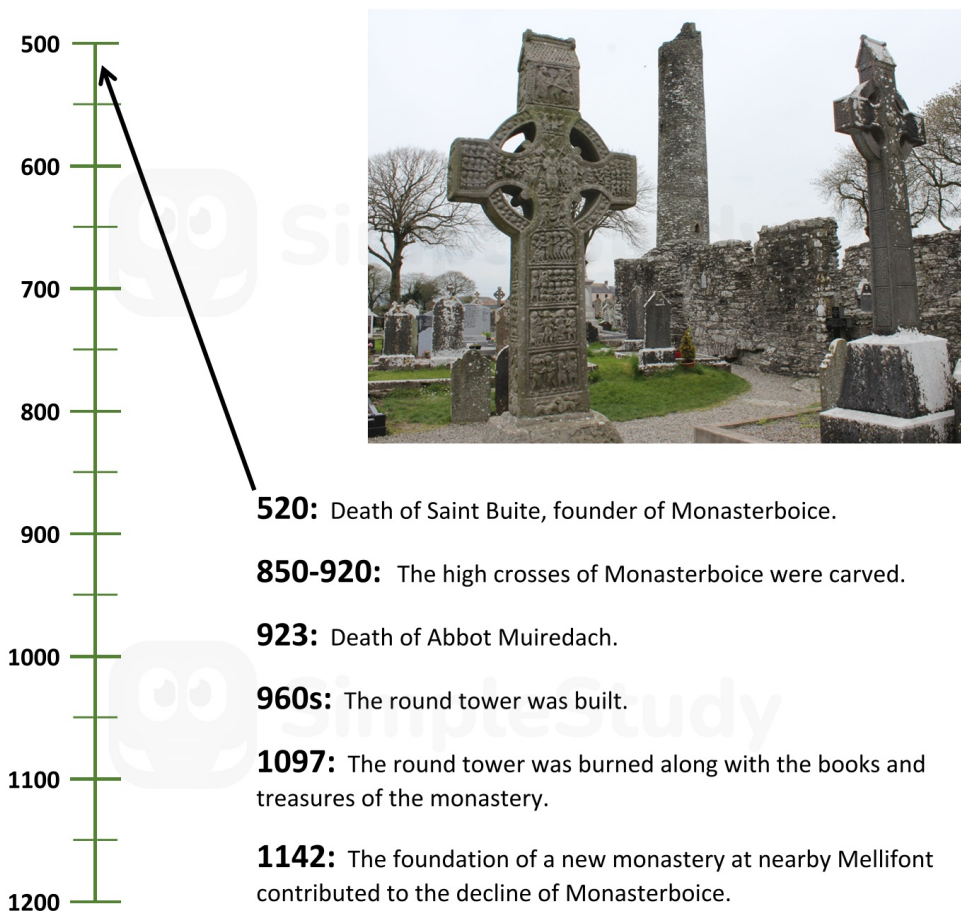 500
600
700
800
900
1000
1100
1200
520: Death of Saint Buite, founder of Monasterboice.
850-920: The high crosses of Monasterboice were carved.
923: Death of Abbot Muiredach.
960s: The round tower was built.
1097: The round tower was burned along with the books and
treasures of the monastery.
1142: The foundation of a new monastery at nearby Mellifont
contributed to the decline of Monasterboice.
SimpleStudy
SimpleStudy